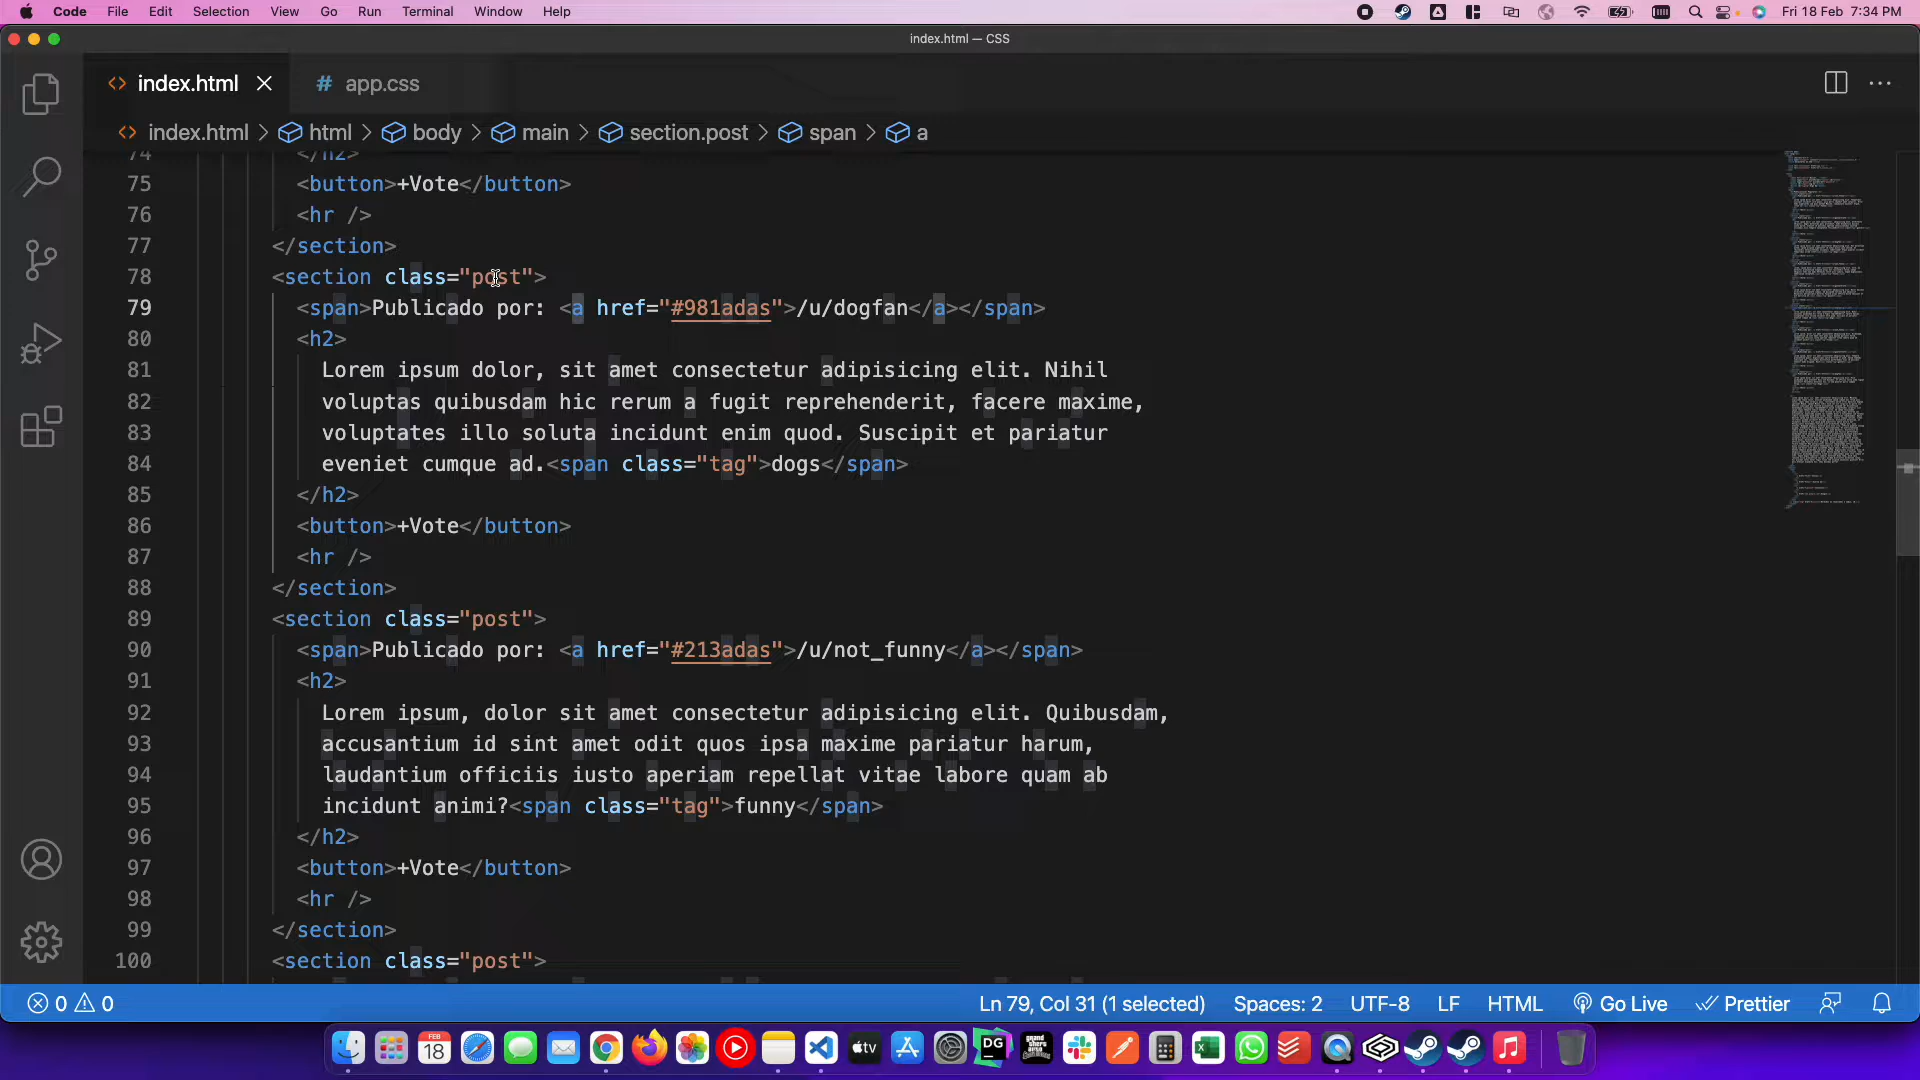 Code File Edit Selection View Go Run Terminal Window Help Fri 18 Feb 7:34 PM
index.html — CSS
index.html app.css
index.html > html > body > main > section.post > span > a
74 </h2>
75 <button>+Vote</button>
76 <hr />
77 </section>
78 <section class="post">
79 <span>Publicado por: <a href="#981adas">/u/dogfan</a></span>
80 <h2>
81 Lorem ipsum dolor, sit amet consectetur adipisicing elit. Nihil
82 voluptas quibusdam hic rerum a fugit reprehenderit, facere maxime,
83 voluptates illo soluta incidunt enim quod. Suscipit et pariatur
84 eveniet cumque ad.<span class="tag">dogs</span>
85 </h2>
86 <button>+Vote</button>
87 <hr />
88 </section>
89 <section class="post">
90 <span>Publicado por: <a href="#213adas">/u/not_funny</a></span>
91 <h2>
92 Lorem ipsum, dolor sit amet consectetur adipisicing elit. Quibusdam,
93 accusantium id sint amet odit quos ipsa maxime pariatur harum,
94 laudantium officiis iusto aperiam repellat vitae labore quam ab
95 incidunt animi?<span class="tag">funny</span>
96 </h2>
97 <button>+Vote</button>
98 <hr />
99 </section>
100 <section class="post">
0 0 Ln 79, Col 31 (1 selected) Spaces: 2 UTF-8 LF HTML Go Live Prettier
FEB
18
tv
DG